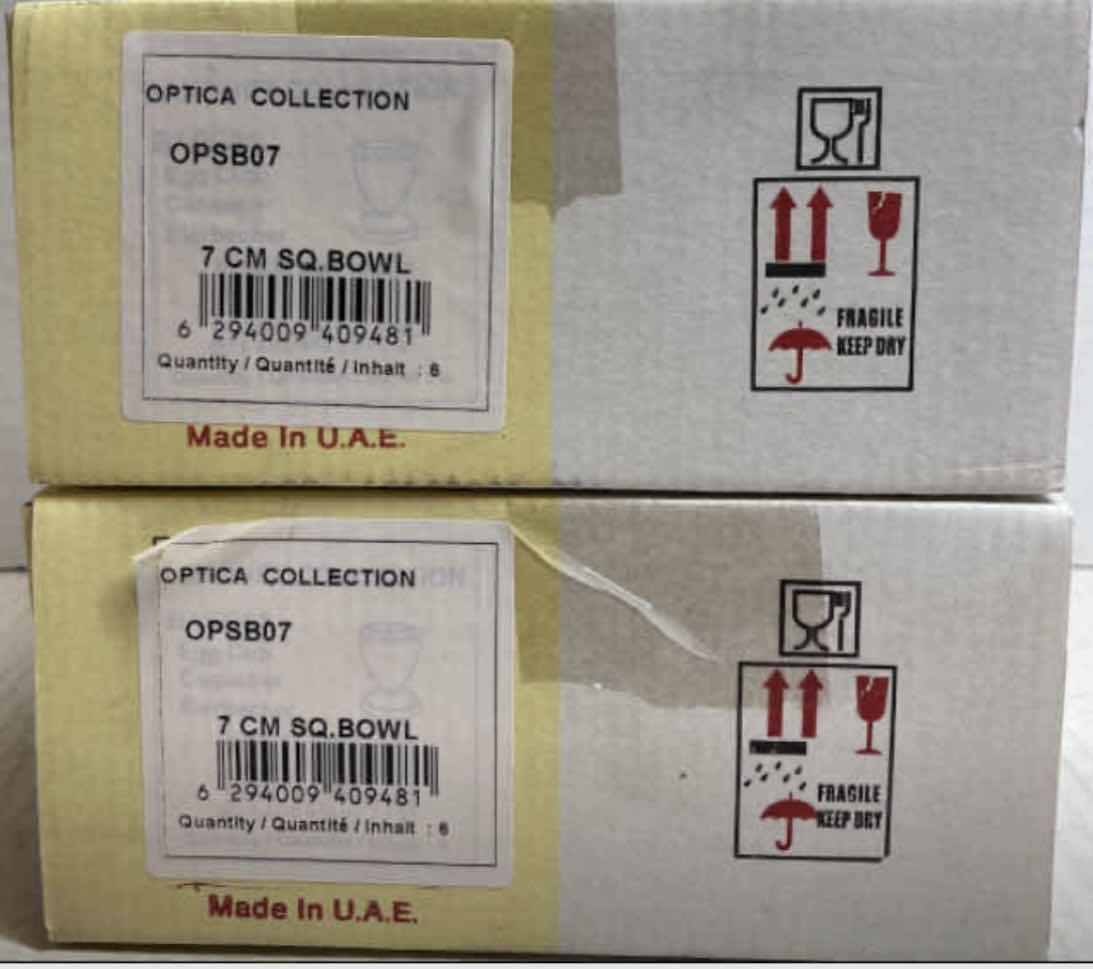 OPTICA COLLECTION
OPSB07
7 CM SQ.BOWL
6 294009 409481
Quantity / Quantité / Inhalt : 6
Made In U.A.E.
FRAGILE
KEEP DRY
OPTICA COLLECTION
OPSB07
7 CM SQ.BOWL
6 294009 409481
Quantity / Quantité / Inhalt : 6
Made In U.A.E.
FRAGILE
KEEP DRY